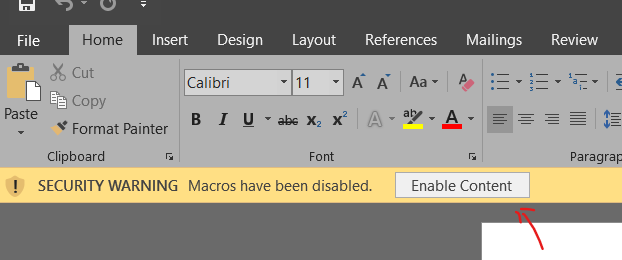 File Home Insert Design Layout References Mailings Review
Cut
Copy
Paste
Format Painter
Clipboard
Calibri 11 Aa
B I U abc x₂ x² A ab A
Font
Paragrap
SECURITY WARNING Macros have been disabled. Enable Content